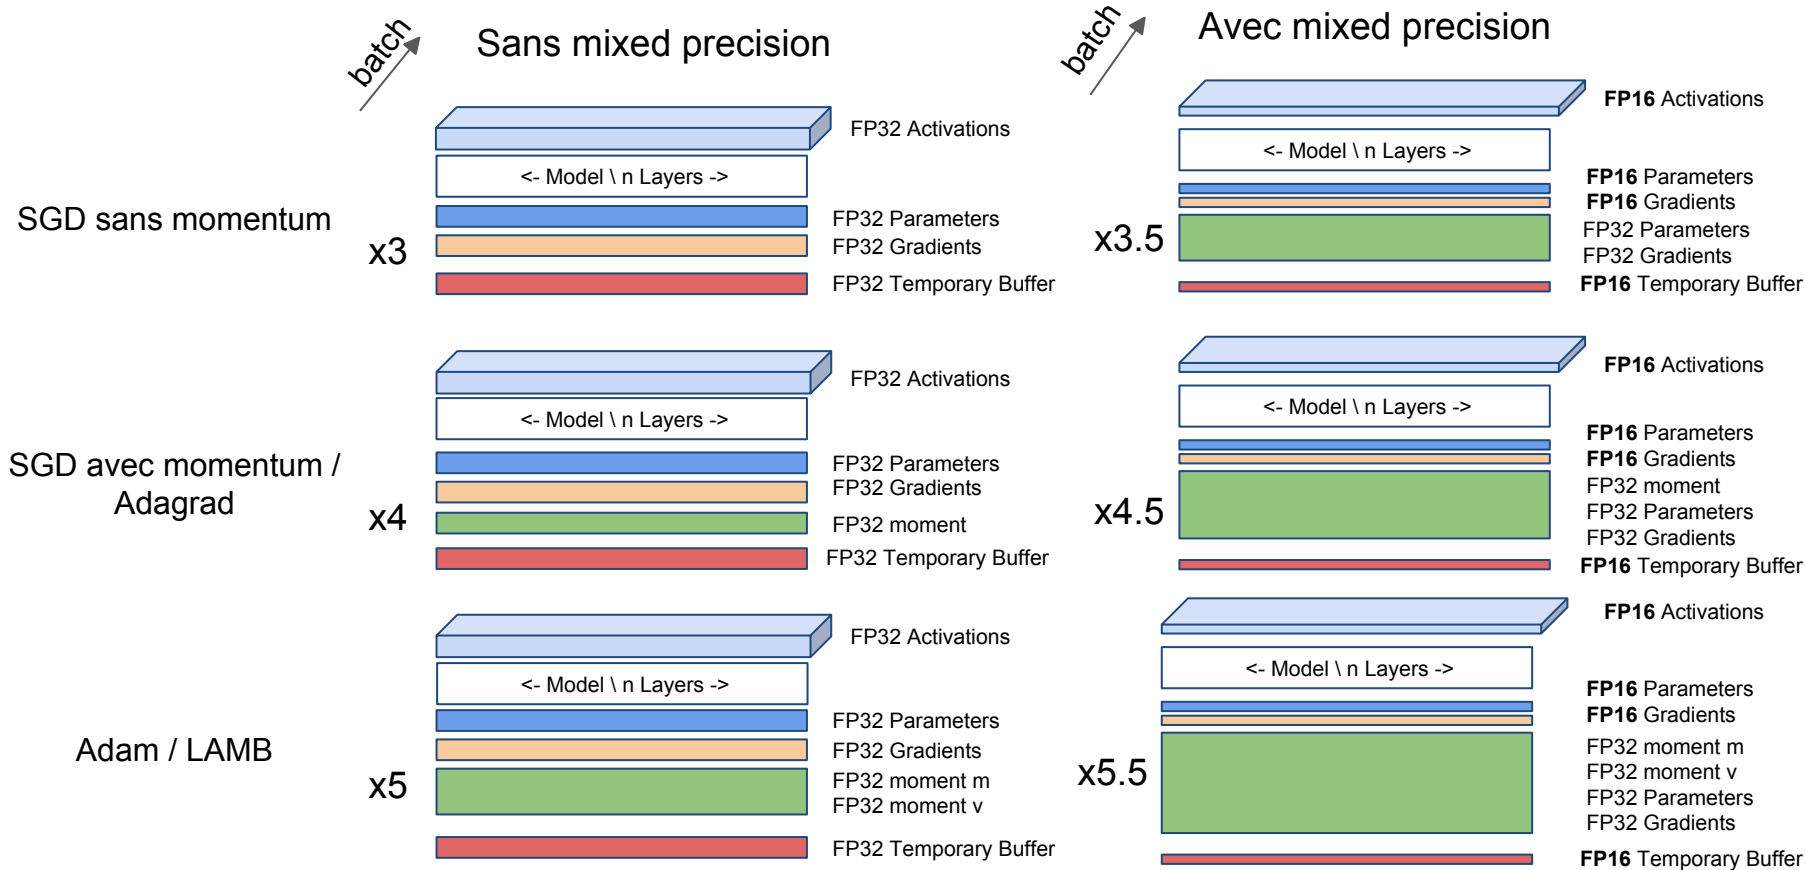 batch
Sans mixed precision
batch
Avec mixed precision
SGD sans momentum
x3
FP32 Activations
<- Model \ n Layers ->
FP32 Parameters
FP32 Gradients
FP32 Temporary Buffer
x3.5
FP16 Activations
<- Model \ n Layers ->
FP16 Parameters
FP16 Gradients
FP32 Parameters
FP32 Gradients
FP16 Temporary Buffer
SGD avec momentum /
Adagrad
x4
FP32 Activations
<- Model \ n Layers ->
FP32 Parameters
FP32 Gradients
FP32 moment
FP32 Temporary Buffer
x4.5
FP16 Activations
<- Model \ n Layers ->
FP16 Parameters
FP16 Gradients
FP32 moment
FP32 Parameters
FP32 Gradients
FP16 Temporary Buffer
Adam / LAMB
x5
FP32 Activations
<- Model \ n Layers ->
FP32 Parameters
FP32 Gradients
FP32 moment m
FP32 moment v
FP32 Temporary Buffer
x5.5
FP16 Activations
<- Model \ n Layers ->
FP16 Parameters
FP16 Gradients
FP32 moment m
FP32 moment v
FP32 Parameters
FP32 Gradients
FP16 Temporary Buffer